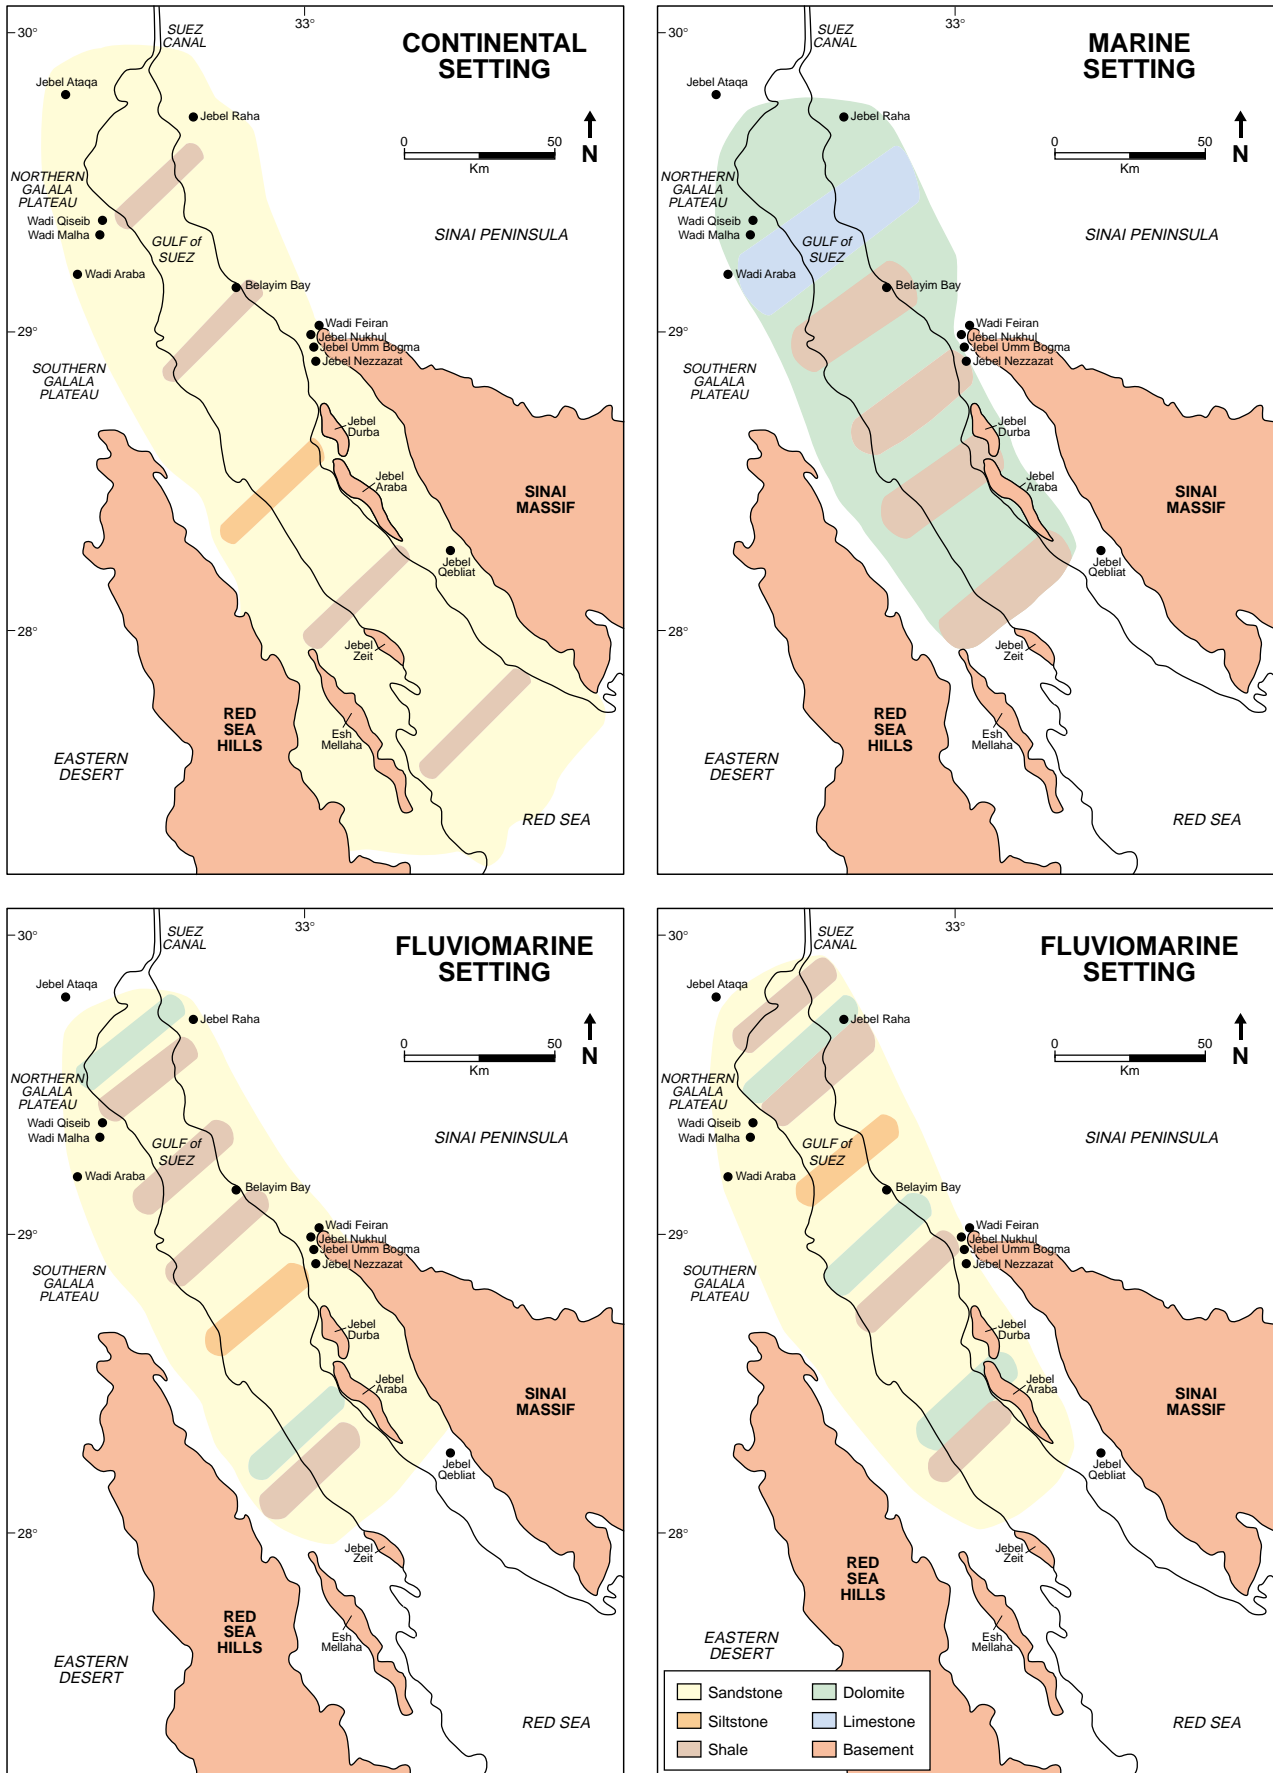 30°
33°
SUEZ
CANAL
CONTINENTAL
SETTING
Jebel Ataqa
Jebel Raha
0
50
Km
N
NORTHERN
GALALA
PLATEAU
Wadi Qiseib
Wadi Malha
GULF of
SUEZ
SINAI PENINSULA
Wadi Araba
Belayim Bay
29°
Wadi Feiran
Jebel Nukhul
Jebel Umm Bogma
Jebel Nezzazat
SOUTHERN
GALALA
PLATEAU
Jebel
Durba
Jebel
Araba
SINAI
MASSIF
Jebel
Qebliat
28°
Jebel
Zeit
RED
SEA
HILLS
Esh
Mellaha
EASTERN
DESERT
RED SEA
30°
33°
SUEZ
CANAL
MARINE
SETTING
Jebel Ataqa
Jebel Raha
0
50
Km
N
NORTHERN
GALALA
PLATEAU
Wadi Qiseib
Wadi Malha
GULF of
SUEZ
SINAI PENINSULA
Wadi Araba
Belayim Bay
29°
Wadi Feiran
Jebel Nukhul
Jebel Umm Bogma
Jebel Nezzazat
SOUTHERN
GALALA
PLATEAU
Jebel
Durba
Jebel
Araba
SINAI
MASSIF
Jebel
Qebliat
28°
Jebel
Zeit
RED
SEA
HILLS
Esh
Mellaha
EASTERN
DESERT
RED SEA
30°
33°
SUEZ
CANAL
FLUVIOMARINE
SETTING
Jebel Ataqa
Jebel Raha
0
50
Km
N
NORTHERN
GALALA
PLATEAU
Wadi Qiseib
Wadi Malha
GULF of
SUEZ
SINAI PENINSULA
Wadi Araba
Belayim Bay
29°
Wadi Feiran
Jebel Nukhul
Jebel Umm Bogma
Jebel Nezzazat
SOUTHERN
GALALA
PLATEAU
Jebel
Durba
Jebel
Araba
SINAI
MASSIF
Jebel
Qebliat
28°
Jebel
Zeit
RED
SEA
HILLS
Esh
Mellaha
EASTERN
DESERT
RED SEA
30°
33°
SUEZ
CANAL
FLUVIOMARINE
SETTING
Jebel Ataqa
Jebel Raha
0
50
Km
N
NORTHERN
GALALA
PLATEAU
Wadi Qiseib
Wadi Malha
GULF of
SUEZ
SINAI PENINSULA
Wadi Araba
Belayim Bay
29°
Wadi Feiran
Jebel Nukhul
Jebel Umm Bogma
Jebel Nezzazat
SOUTHERN
GALALA
PLATEAU
Jebel
Durba
Jebel
Araba
SINAI
MASSIF
Jebel
Qebliat
28°
Jebel
Zeit
RED
SEA
HILLS
Esh
Mellaha
EASTERN
DESERT
RED SEA
Sandstone
Siltstone
Shale
Dolomite
Limestone
Basement